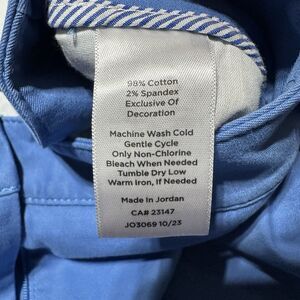 98% Cotton
2% Spandex
Exclusive Of
Decoration
Machine Wash Cold
Gentle Cycle
Only Non-Chlorine
Bleach When Needed
Tumble Dry Low
Warm Iron, If Needed
Made In Jordan
CA# 23147
JO3069 10/23